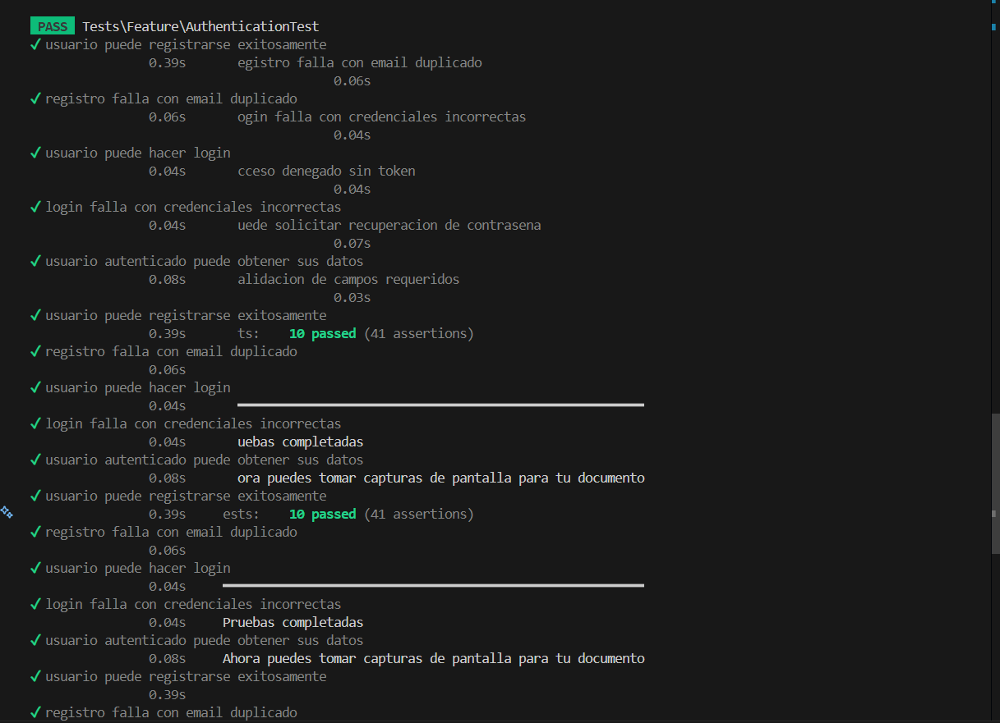 PASS Tests\Feature\AuthenticationTest
✓ usuario puede registrarse exitosamente
0.39s egistro falla con email duplicado
0.06s
✓ registro falla con email duplicado
0.06s ogin falla con credenciales incorrectas
0.04s
✓ usuario puede hacer login
0.04s cceso denegado sin token
0.04s
✓ login falla con credenciales incorrectas
0.04s uede solicitar recuperacion de contrasena
0.07s
✓ usuario autenticado puede obtener sus datos
0.08s alidacion de campos requeridos
0.03s
✓ usuario puede registrarse exitosamente
0.39s ts: 10 passed (41 assertions)
✓ registro falla con email duplicado
0.06s
✓ usuario puede hacer login
0.04s
✓ login falla con credenciales incorrectas
0.04s uebas completadas
✓ usuario autenticado puede obtener sus datos
0.08s ora puedes tomar capturas de pantalla para tu documento
✓ usuario puede registrarse exitosamente
0.39s ests: 10 passed (41 assertions)
✓ registro falla con email duplicado
0.06s
✓ usuario puede hacer login
0.04s
✓ login falla con credenciales incorrectas
0.04s Pruebas completadas
✓ usuario autenticado puede obtener sus datos
0.08s Ahora puedes tomar capturas de pantalla para tu documento
✓ usuario puede registrarse exitosamente
0.39s
✓ registro falla con email duplicado